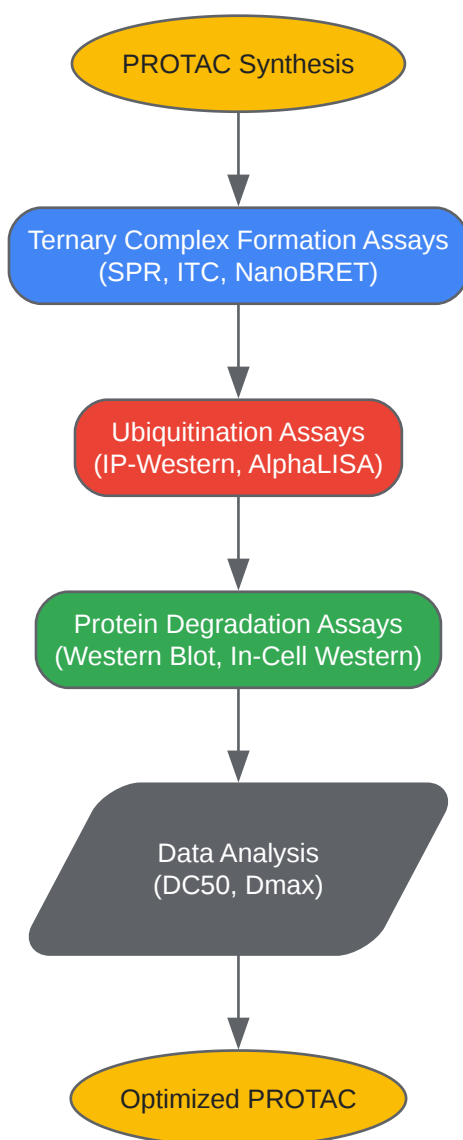 PROTAC Synthesis
Ternary Complex Formation Assays
(SPR, ITC, NanoBRET)
Ubiquitination Assays
(IP-Western, AlphaLISA)
Protein Degradation Assays
(Western Blot, In-Cell Western)
Data Analysis
(DC50, Dmax)
Optimized PROTAC